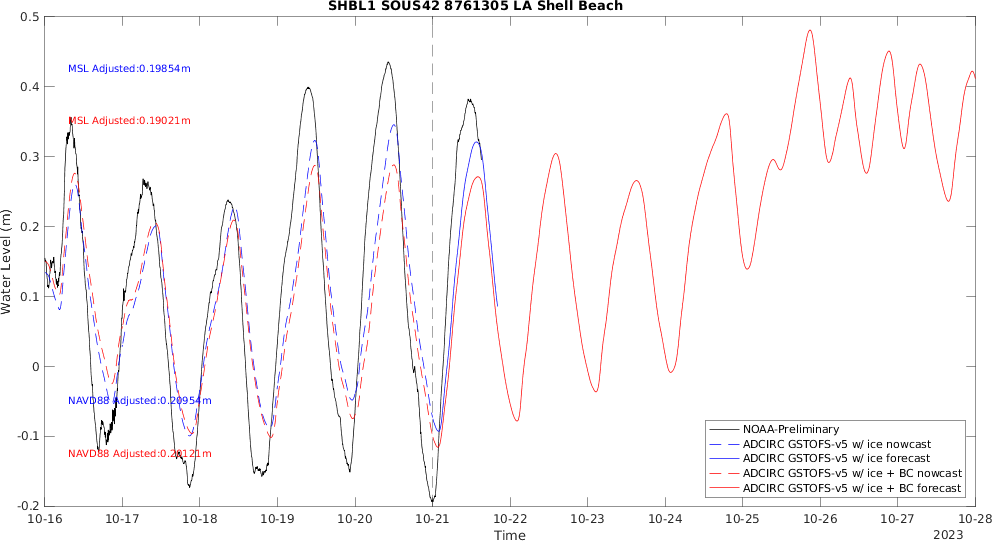 SHBL1 SOUS42 8761305 LA Shell Beach
0.5
0.4
0.3
0.2
0.1
0
-0.1
-0.2
Water Level (m)
MSL Adjusted:0.19854m
MSL Adjusted:0.19021m
NAVD88 Adjusted:0.20954m
NAVD88 Adjusted:0.20121m
NOAA-Preliminary
ADCIRC GSTOFS-v5 w/ ice nowcast
ADCIRC GSTOFS-v5 w/ ice forecast
ADCIRC GSTOFS-v5 w/ ice + BC nowcast
ADCIRC GSTOFS-v5 w/ ice + BC forecast
10-16 10-17 10-18 10-19 10-20 10-21 10-22 10-23 10-24 10-25 10-26 10-27 10-28
Time
2023